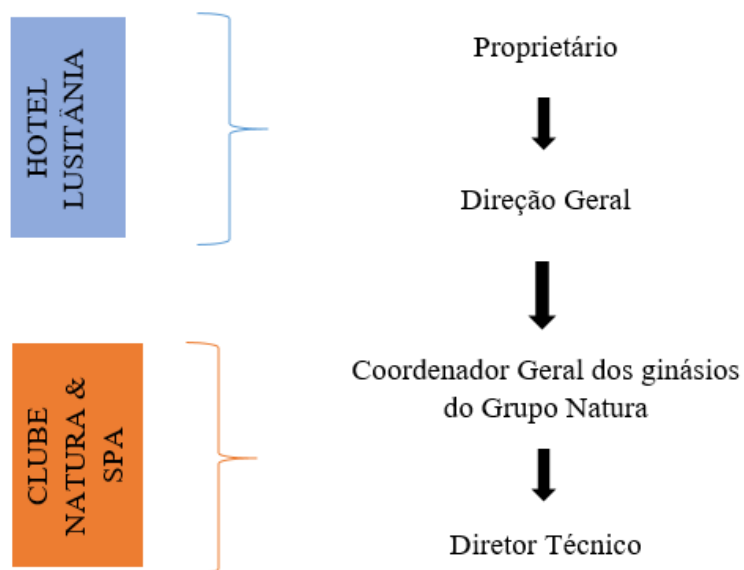 HOTEL
LUSITÂNIA
Proprietário
Direção Geral
CLUBE
NATURA &
SPA
Coordenador Geral dos ginásios
do Grupo Natura
Diretor Técnico